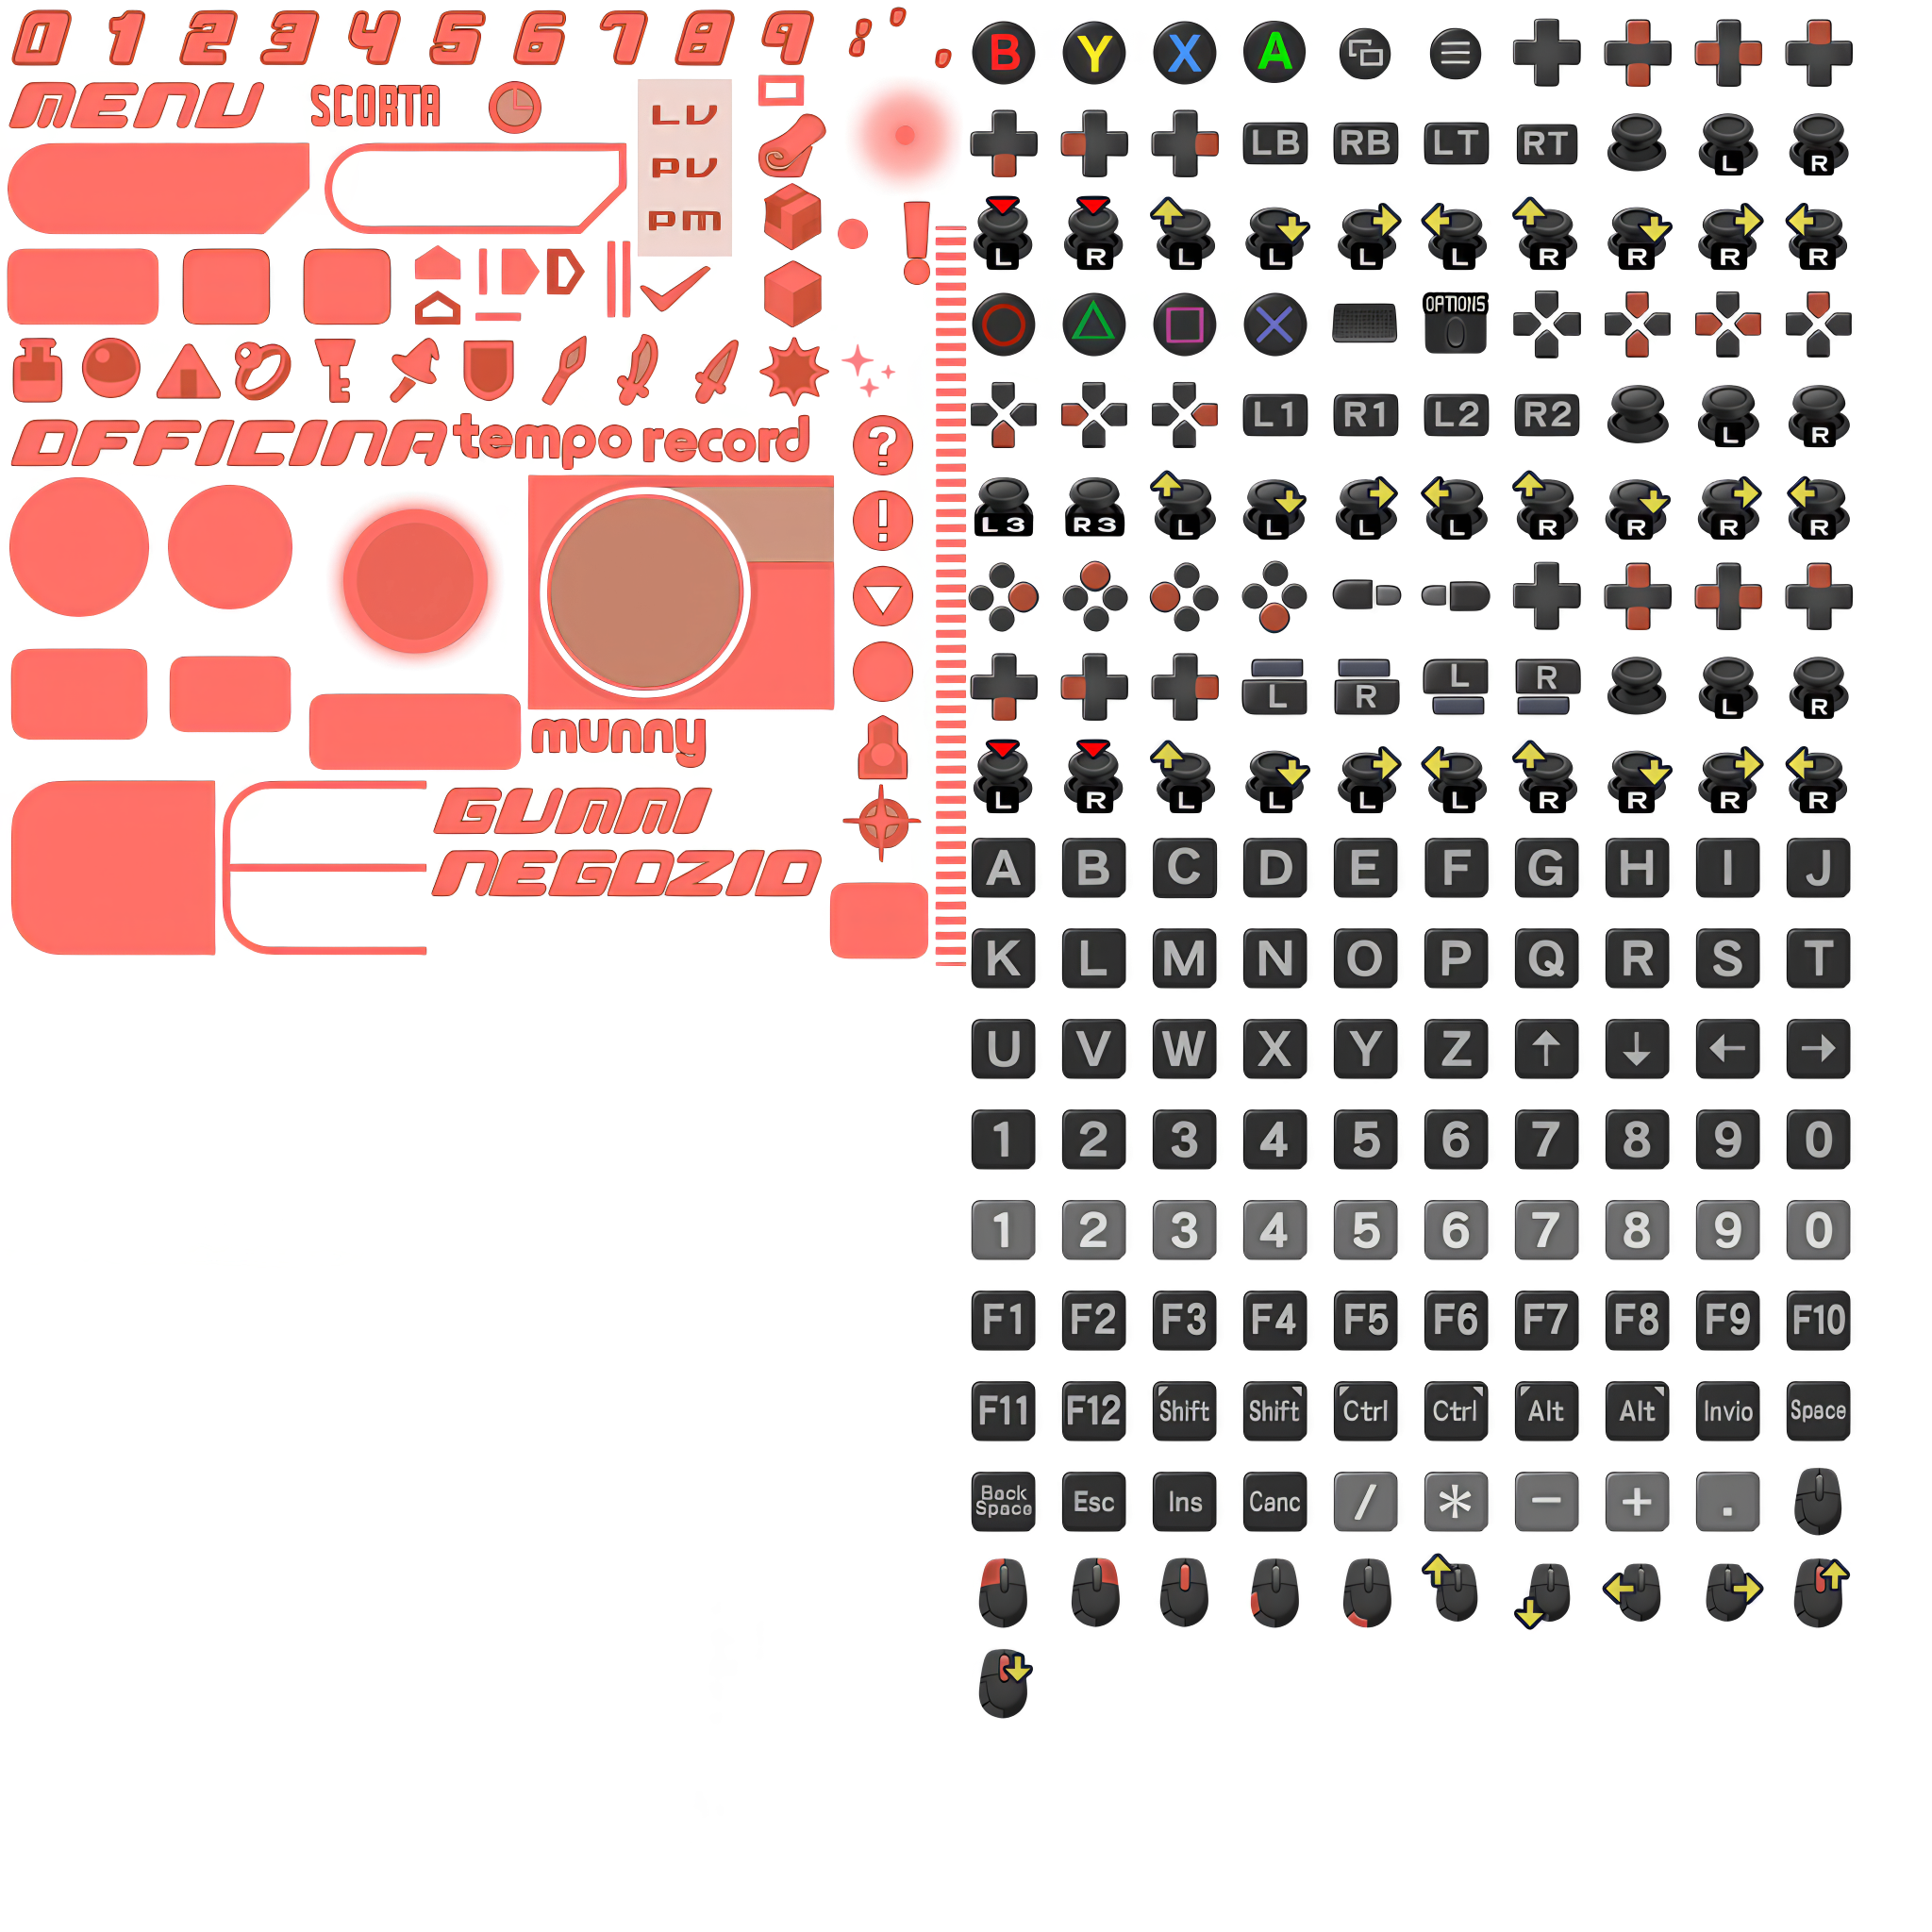 0 1 2 3 4 5 6 7 8 9 : ' ,
MENU SCORTA
LV
PV
PM
!
OFFICINA tempo record
?
!
munny
GUMMI
NEGOZIO
B Y X A
LB RB LT RT L R
L R L L L L R R R R
OPTIONS
L1 R1 L2 R2 L R
L3 R3 L L L L R R R R
L R L R L R
L R L L L L R R R R
A B C D E F G H I J
K L M N O P Q R S T
U V W X Y Z ↑ ↓ ← →
1 2 3 4 5 6 7 8 9 0
1 2 3 4 5 6 7 8 9 0
F1 F2 F3 F4 F5 F6 F7 F8 F9 F10
F11 F12 Shift Shift Ctrl Ctrl Alt Alt Invio Space
Back Space Esc Ins Canc / * - + .